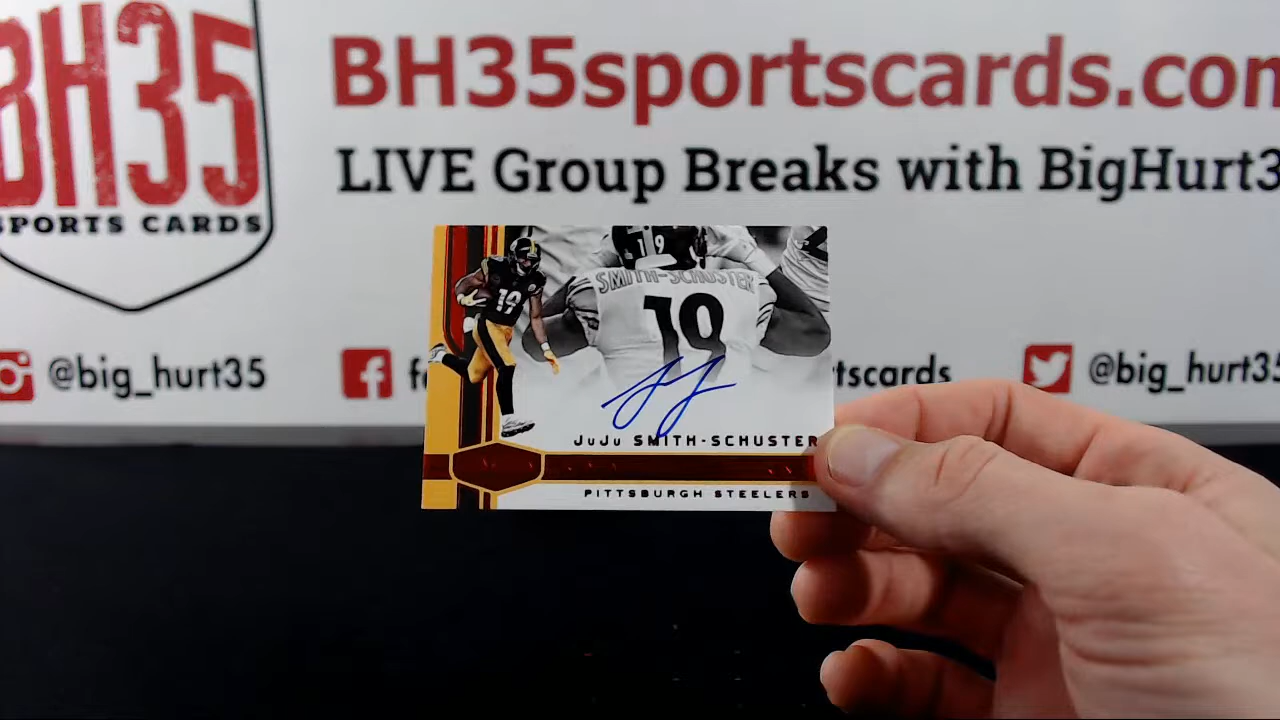 BH35
SPORTS CARDS
BH35sportscards.com
LIVE Group Breaks with BigHurt3
@big_hurt35
tscards
@big_hurt35
19
SMITH-SCHUSTER
19
19
JuJu SMITH-SCHUSTER
PITTSBURGH STEELERS